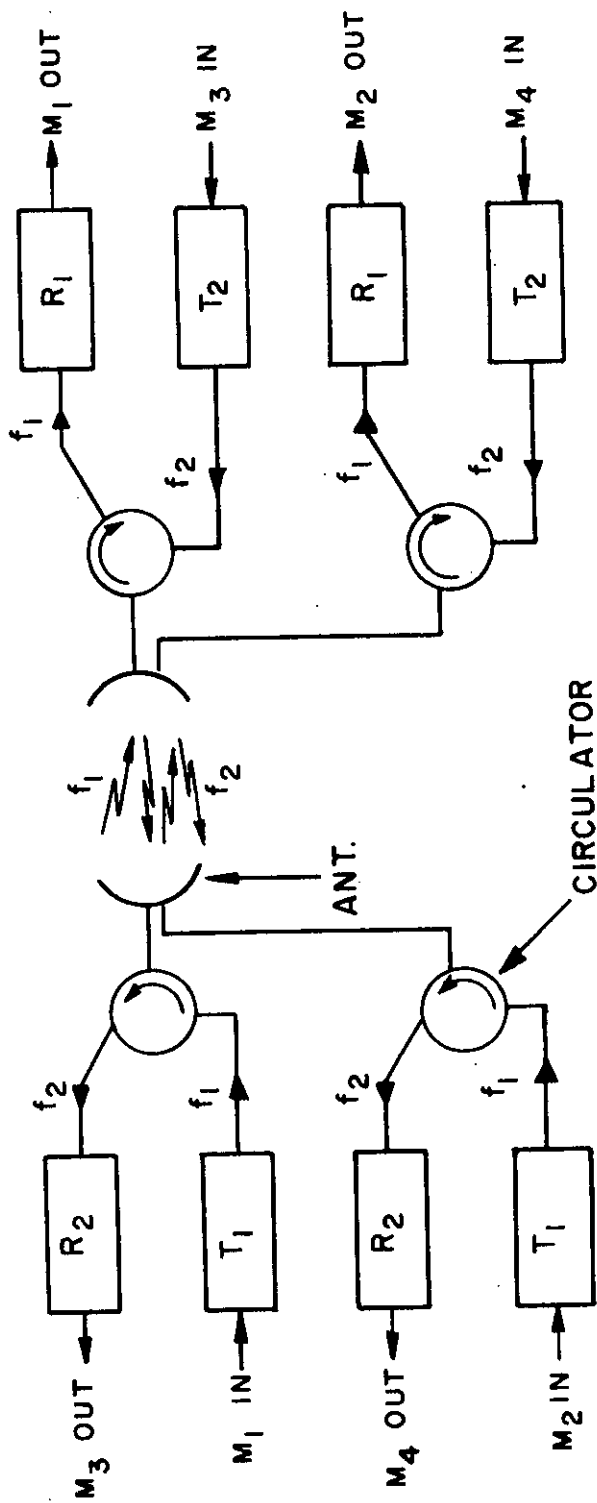 M₃ OUT
R₂
f₂
M₁ IN
T₁
f₁
M₄ OUT
R₂
f₂
M₂ IN
T₁
f₁
ANT.
CIRCULATOR
f₁
f₂
f₁
R₁
M₁ OUT
f₂
T₂
M₃ IN
f₁
R₁
M₂ OUT
f₂
T₂
M₄ IN